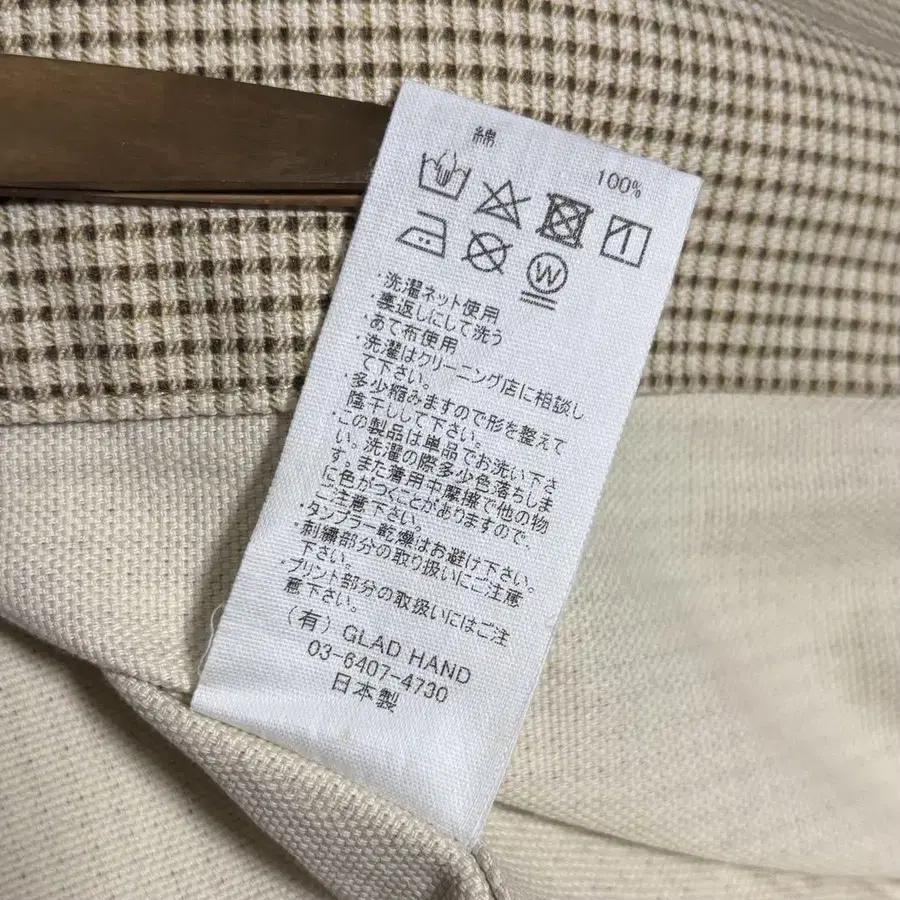 綿 100%
W
・洗濯ネット使用
・裏返しにして洗う
・あて布使用
・洗濯はクリーニング店に相談し
て下さい。
・多少縮みますので形を整えて
陰干しして下さい。
・この製品は単品でお洗い下さ
い。洗濯の際多少色落ちしま
す。また着用中摩擦で他の物
に色がつくことがありますので、
ご注意下さい。
・タンブラー乾燥はお避け下さい。
・刺繍部分の取り扱いにご注意
下さい。
・プリント部分の取扱いにはご注
意下さい。
(有) GLAD HAND
03-6407-4730
日本製